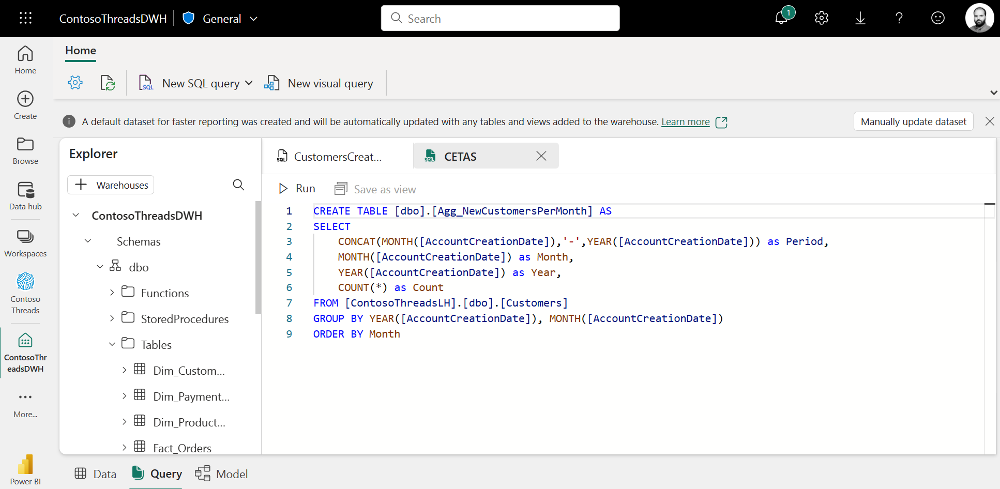 ContosoThreadsDWH General Search 1
Home
New SQL query New visual query
A default dataset for faster reporting was created and will be automatically updated with any tables and views added to the warehouse. Learn more Manually update dataset
Home
Create
Browse
Data hub
Workspaces
Contoso
Threads
ContosoThr
eadsDWH
More...
Power BI
Explorer
Warehouses
ContosoThreadsDWH
Schemas
dbo
Functions
StoredProcedures
Tables
Dim_Custom...
Dim_Payment...
Dim_Product...
Fact_Orders
CustomersCreat... CETAS
Run Save as view
1 CREATE TABLE [dbo].[Agg_NewCustomersPerMonth] AS
2 SELECT
3 CONCAT(MONTH([AccountCreationDate]),'-',YEAR([AccountCreationDate])) as Period,
4 MONTH([AccountCreationDate]) as Month,
5 YEAR([AccountCreationDate]) as Year,
6 COUNT(*) as Count
7 FROM [ContosoThreadsLH].[dbo].[Customers]
8 GROUP BY YEAR([AccountCreationDate]), MONTH([AccountCreationDate])
9 ORDER BY Month
Data Query Model